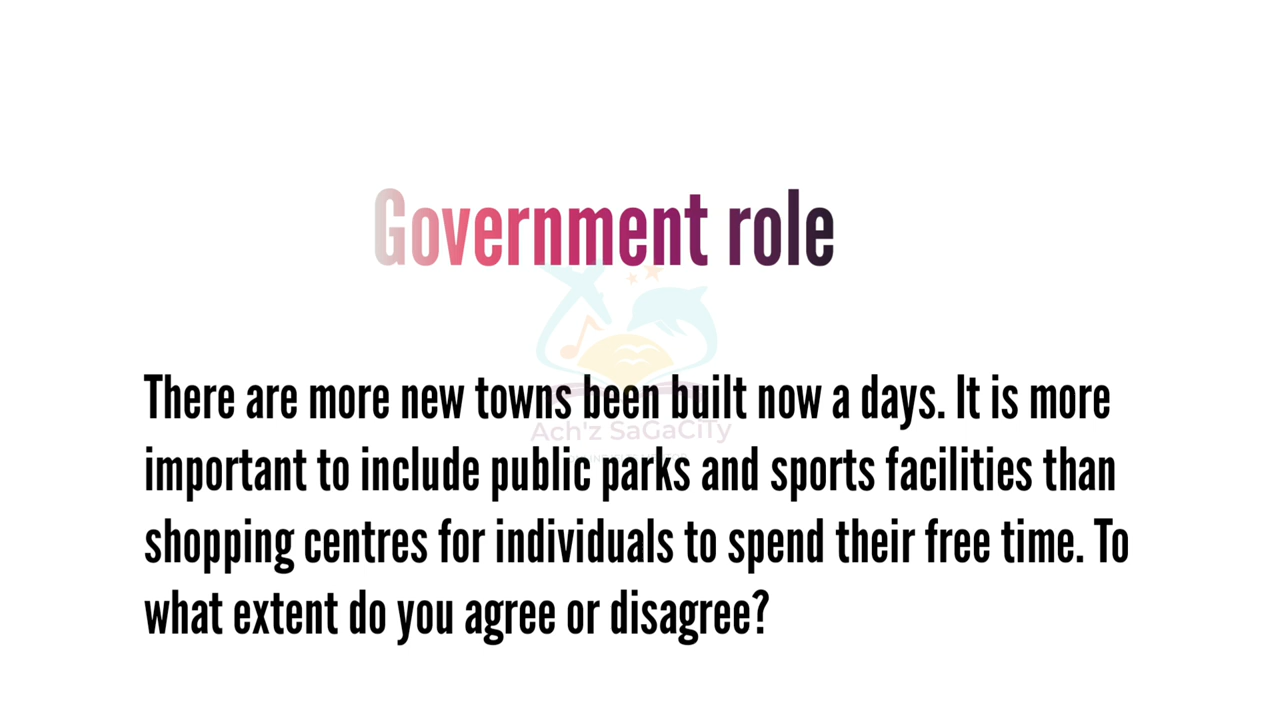 Government role
There are more new towns been built now a days. It is more
important to include public parks and sports facilities than
shopping centres for individuals to spend their free time. To
what extent do you agree or disagree?
Ach'z SaGaCiTy